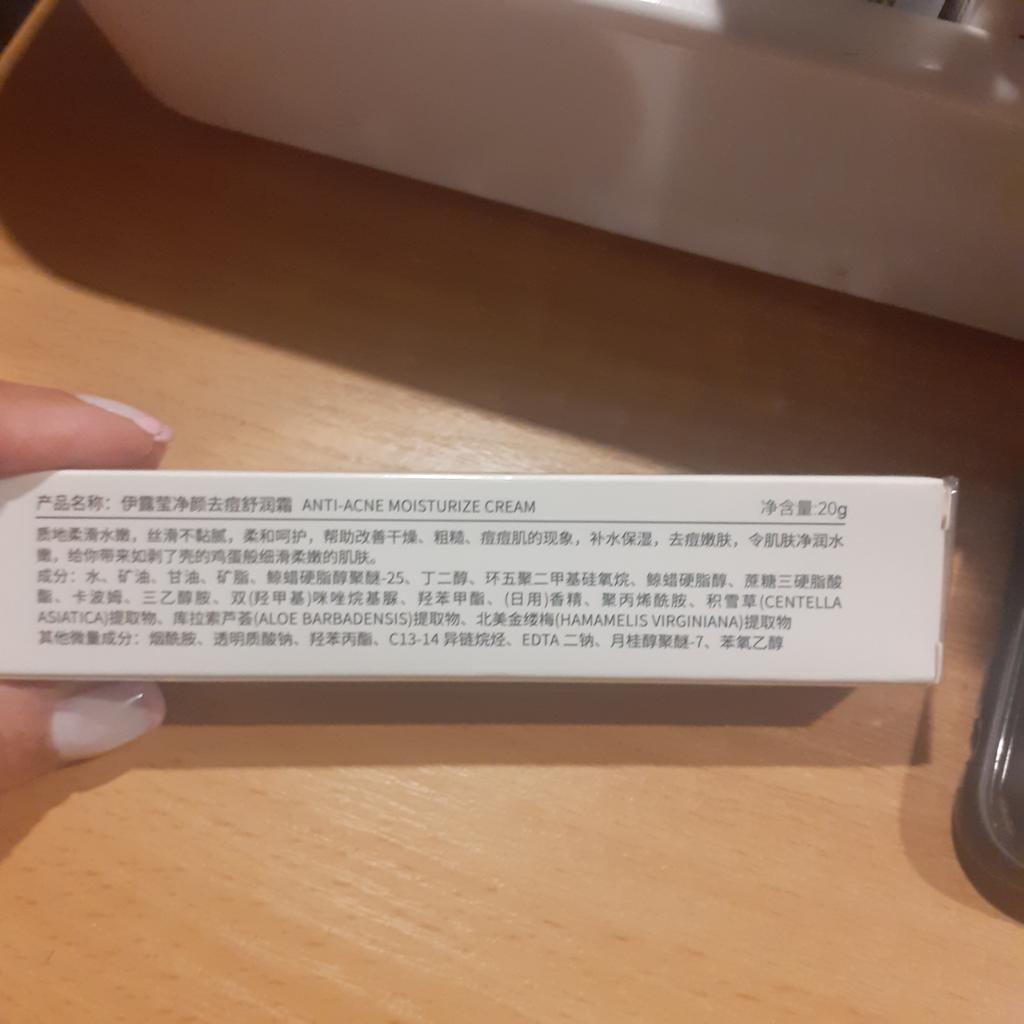 产品名称：伊露莹净颜去痘舒润霜 ANTI-ACNE MOISTURIZE CREAM 净含量:20g
质地柔滑水嫩，丝滑不黏腻，柔和呵护，帮助改善干燥、粗糙、痘痘肌的现象，补水保湿，去痘嫩肤，令肌肤净润水
嫩，给你带来如剥了壳的鸡蛋般细滑柔嫩的肌肤。
成分：水、矿油、甘油、矿脂、鲸蜡硬脂醇聚醚-25、丁二醇、环五聚二甲基硅氧烷、鲸蜡硬脂醇、蔗糖三硬脂酸
酯、卡波姆、三乙醇胺、双(羟甲基)咪唑烷基脲、羟苯甲酯、(日用)香精、聚丙烯酰胺、积雪草(CENTELLA
ASIATICA)提取物、库拉索芦荟(ALOE BARBADENSIS)提取物、北美金缕梅(HAMAMELIS VIRGINIANA)提取物
其他微量成分：烟酰胺、透明质酸钠、羟苯丙酯、C13-14 异链烷烃、EDTA 二钠、月桂醇聚醚-7、苯氧乙醇